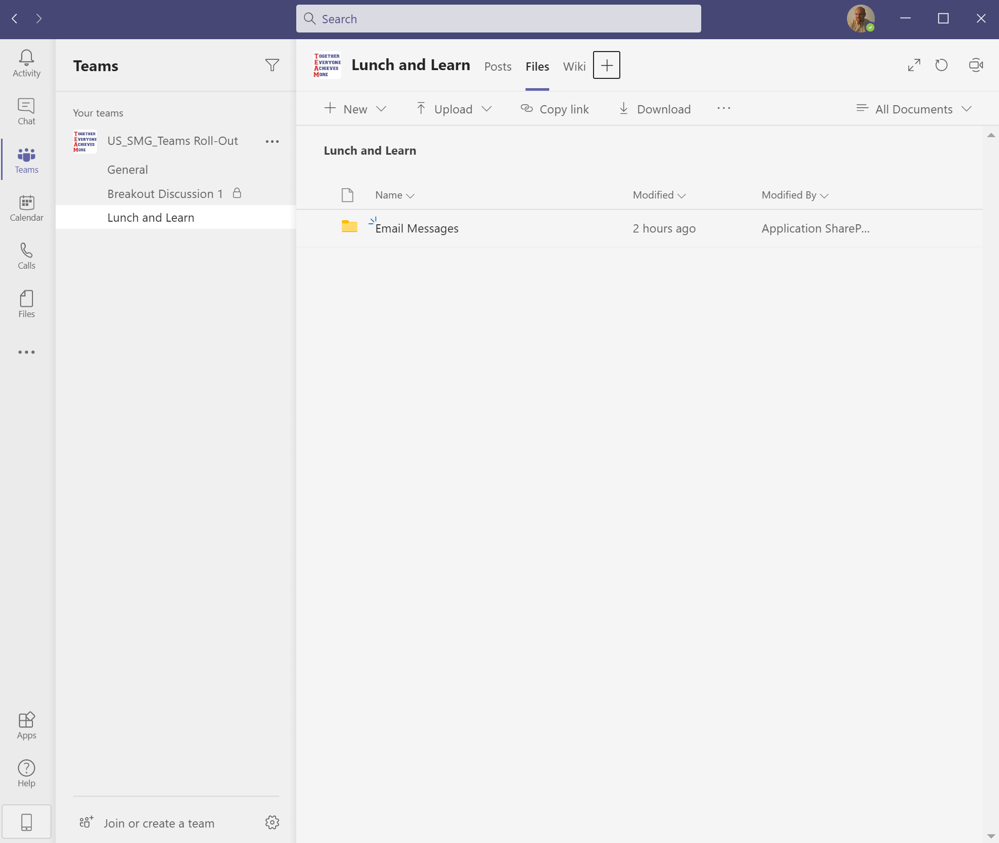 Search
Activity
Chat
Teams
Calendar
Calls
Files
Apps
Help
Teams
Your teams
TOGETHER
EVERYONE
ACHIEVES
MORE
US_SMG_Teams Roll-Out
General
Breakout Discussion 1
Lunch and Learn
Join or create a team
TOGETHER
EVERYONE
ACHIEVES
MORE
Lunch and Learn Posts Files Wiki
New Upload Copy link Download All Documents
Lunch and Learn
Name Modified Modified By
Email Messages 2 hours ago Application ShareP...